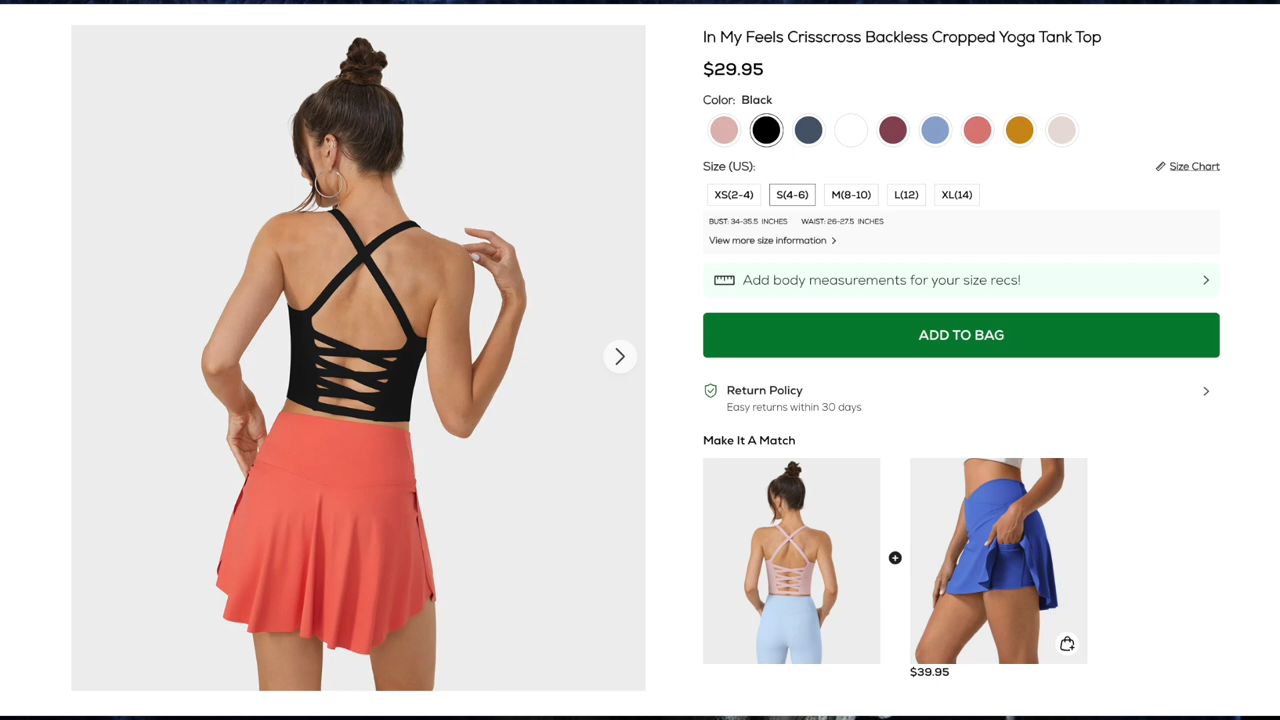 In My Feels Crisscross Backless Cropped Yoga Tank Top
$29.95
Color: Black
Size (US):
Size Chart
XS(2-4) S(4-6) M(8-10) L(12) XL(14)
BUST: 34-35.5 INCHES WAIST: 26-27.5 INCHES
View more size information
Add body measurements for your size recs!
ADD TO BAG
Return Policy
Easy returns within 30 days
Make It A Match
$39.95